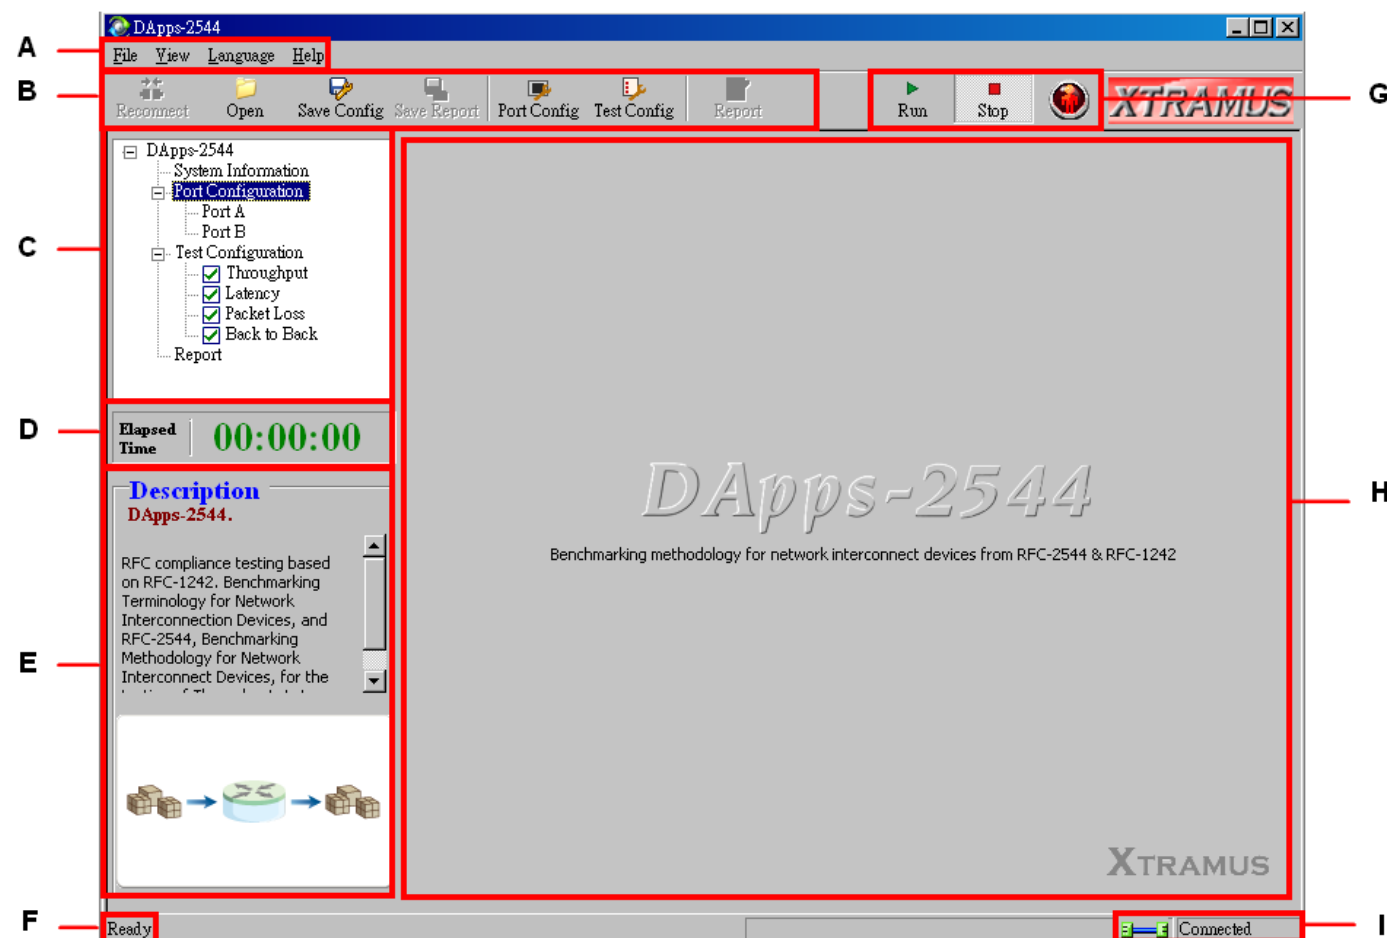 DApps-2544
A
File View Language Help
B
Reconnect Open Save Config Save Report Port Config Test Config Report Run Stop XTRAMUS
G
DApps-2544
System Information
Port Configuration
Port A
Port B
C
Test Configuration
Throughput
Latency
Packet Loss
Back to Back
Report
D
Elapsed
Time
00:00:00
Description
DApps-2544.
RFC compliance testing based
on RFC-1242. Benchmarking
Terminology for Network
Interconnection Devices, and
RFC-2544, Benchmarking
Methodology for Network
Interconnect Devices, for the
E
DApps-2544
H
Benchmarking methodology for network interconnect devices from RFC-2544 & RFC-1242
XTRAMUS
F
Ready
Connected
I